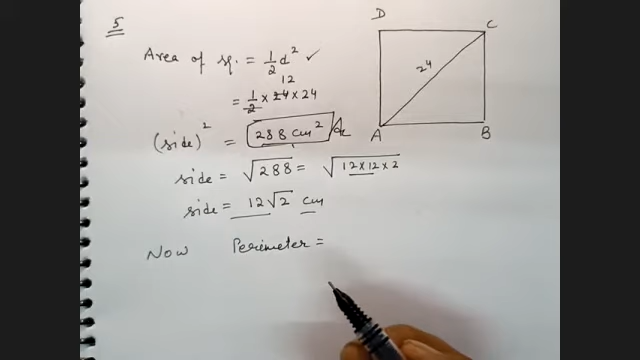 5
Area of sq. = 1/2 d² ✓
= 1/2 × 24 × 24
12
(side)² = 288 cm²
side = √288 = √12 × 12 × 2
side = 12√2 cm
Now Perimeter =
D C
24
A B